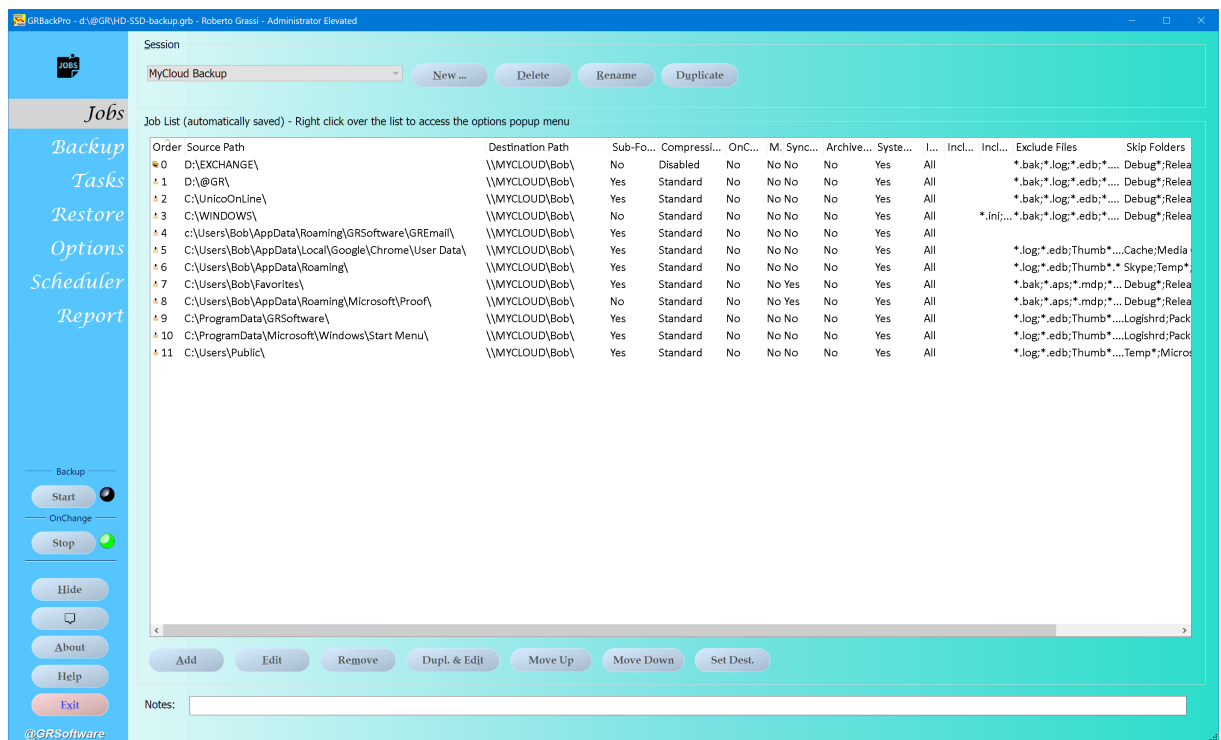 GRBackPro - d:\@GR\HD-SSD-backup.grb - Roberto Grassi - Administrator Elevated
JOBS
Jobs
Backup
Tasks
Restore
Options
Scheduler
Report
Backup
Start
OnChange
Stop
Hide
About
Help
Exit
@GRSoftware
Session
MyCloud Backup New ... Delete Rename Duplicate
Job List (automatically saved) - Right click over the list to access the options popup menu
Order Source Path Destination Path Sub-Fo... Compressi... OnC... M. Sync... Archive... Syste... I... Incl... Incl... Exclude Files Skip Folders
0 D:\EXCHANGE\ \\MYCLOUD\Bob\ No Disabled No No No No Yes All *.bak;*.log;*.edb;*.... Debug*;Relea
1 D:\@GR\ \\MYCLOUD\Bob\ Yes Standard No No No No Yes All *.bak;*.log;*.edb;*.... Debug*;Relea
2 C:\UnicoOnLine\ \\MYCLOUD\Bob\ Yes Standard No No No No Yes All *.bak;*.log;*.edb;*.... Debug*;Relea
3 C:\WINDOWS\ \\MYCLOUD\Bob\ No Standard No No No No Yes All *.ini;... *.bak;*.log;*.edb;*.... Debug*;Relea
4 c:\Users\Bob\AppData\Roaming\GRSoftware\GREmail\ \\MYCLOUD\Bob\ Yes Standard No No No No Yes All
5 C:\Users\Bob\AppData\Local\Google\Chrome\User Data\ \\MYCLOUD\Bob\ Yes Standard No No No No Yes All *.log;*.edb;Thumb*....Cache;Media
6 C:\Users\Bob\AppData\Roaming\ \\MYCLOUD\Bob\ Yes Standard No No No No Yes All *.log;*.edb;Thumb*.* Skype;Temp*;
7 C:\Users\Bob\Favorites\ \\MYCLOUD\Bob\ Yes Standard No No Yes No Yes All *.bak;*.aps;*.mdp;*... Debug*;Relea
8 C:\Users\Bob\AppData\Roaming\Microsoft\Proof\ \\MYCLOUD\Bob\ No Standard No No Yes No Yes All *.bak;*.aps;*.mdp;*... Debug*;Relea
9 C:\ProgramData\GRSoftware\ \\MYCLOUD\Bob\ Yes Standard No No No No Yes All *.log;*.edb;Thumb*....Logishrd;Pack
10 C:\ProgramData\Microsoft\Windows\Start Menu\ \\MYCLOUD\Bob\ Yes Standard No No No No Yes All *.log;*.edb;Thumb*....Logishrd;Pack
11 C:\Users\Public\ \\MYCLOUD\Bob\ Yes Standard No No No No Yes All *.log;*.edb;Thumb*....Temp*;Micros
Add Edit Remove Dupl. & Edit Move Up Move Down Set Dest.
Notes: